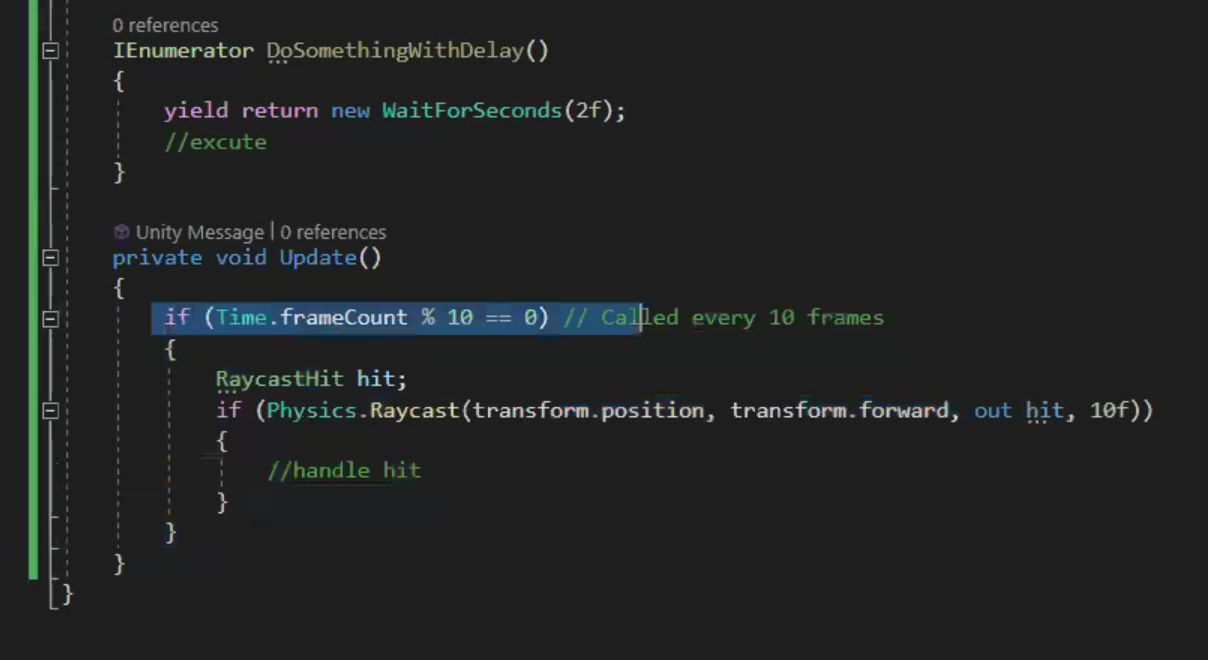 0 references
IEnumerator DoSomethingWithDelay()
{
yield return new WaitForSeconds(2f);
//excute
}
Unity Message | 0 references
private void Update()
{
if (Time.frameCount % 10 == 0) // Called every 10 frames
{
RaycastHit hit;
if (Physics.Raycast(transform.position, transform.forward, out hit, 10f))
{
//handle hit
}
}
}
}